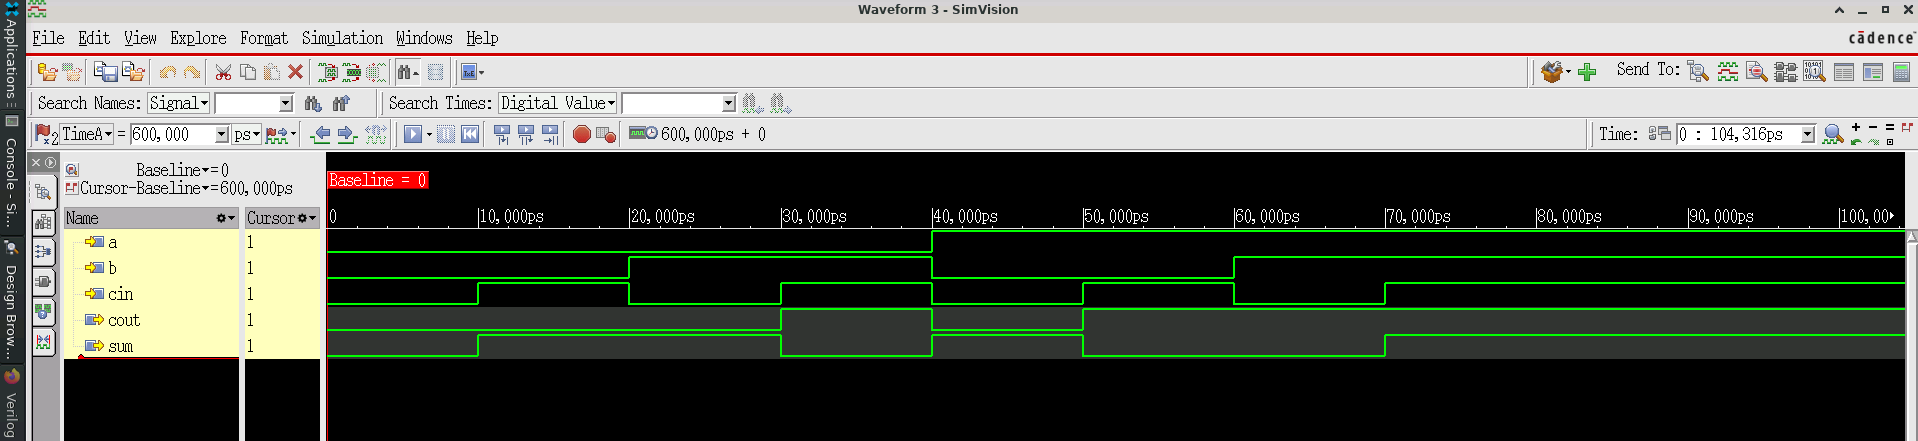 Waveform 3 - SimVision
File Edit View Explore Format Simulation Windows Help
cādence
Send To:
Search Names: Signal
Search Times: Digital Value
TimeA = 600,000 ps
600,000ps + 0
Time: 0 : 104,316ps
Baseline=0
Cursor-Baseline=600,000ps
Baseline = 0
Name Cursor
0 10,000ps 20,000ps 30,000ps 40,000ps 50,000ps 60,000ps 70,000ps 80,000ps 90,000ps 100,00
a 1
b 1
cin 1
cout 1
sum 1
Applications
Console - Si...
Design Brow...
Verilog